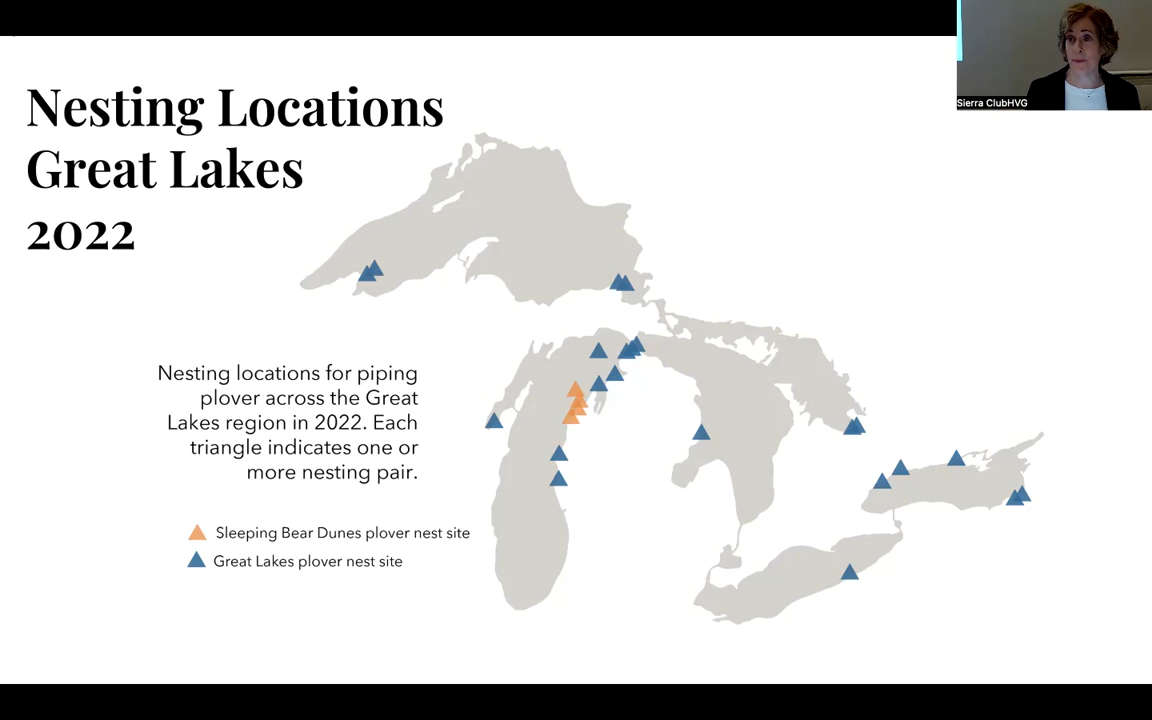 Nesting Locations
Great Lakes
2022
Sierra ClubHVG
Nesting locations for piping
plover across the Great
Lakes region in 2022. Each
triangle indicates one or
more nesting pair.
Sleeping Bear Dunes plover nest site
Great Lakes plover nest site